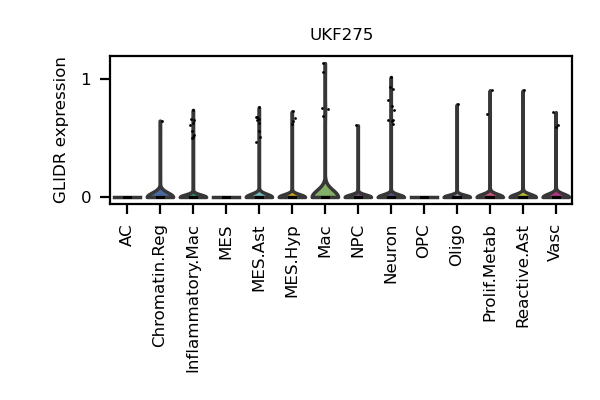 UKF275
GLIDR expression
1
0
AC
Chromatin.Reg
Inflammatory.Mac
MES
MES.Ast
MES.Hyp
Mac
NPC
Neuron
OPC
Oligo
Prolif.Metab
Reactive.Ast
Vasc